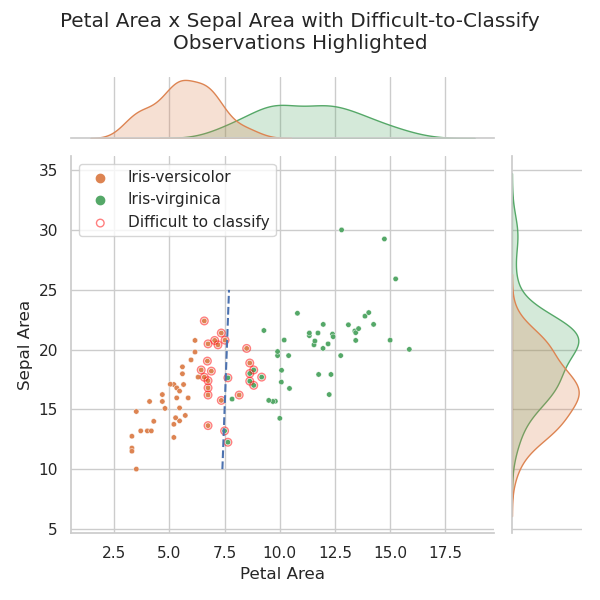 Petal Area x Sepal Area with Difficult-to-Classify
Observations Highlighted
Iris-versicolor
Iris-virginica
Difficult to classify
35
30
25
20
15
10
5
Sepal Area
2.5 5.0 7.5 10.0 12.5 15.0 17.5
Petal Area